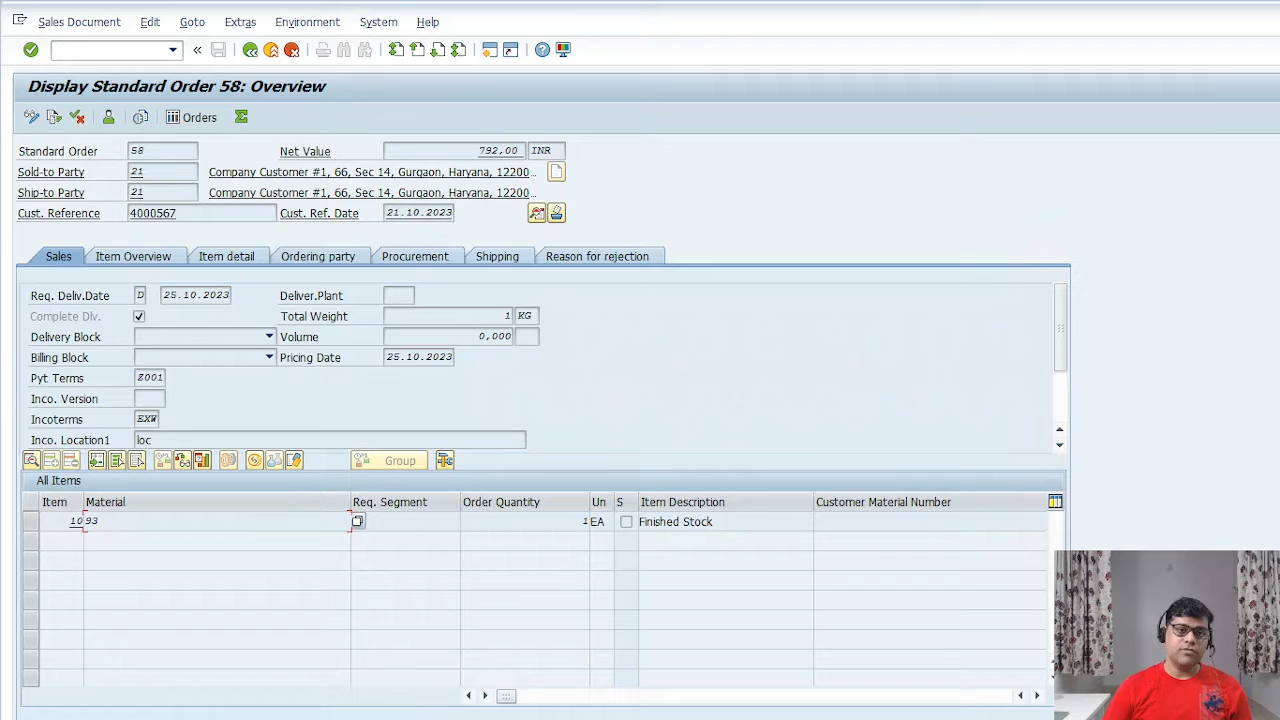 Sales Document Edit Goto Extras Environment System Help
Display Standard Order 58: Overview
Orders
Standard Order 58 Net Value 792,00 INR
Sold-to Party 21 Company Customer #1, 66, Sec 14, Gurgaon, Haryana, 12200...
Ship-to Party 21 Company Customer #1, 66, Sec 14, Gurgaon, Haryana, 12200...
Cust. Reference 4000567 Cust. Ref. Date 21.10.2023
Sales Item Overview Item detail Ordering party Procurement Shipping Reason for rejection
Req. Deliv.Date D 25.10.2023 Deliver.Plant
Complete Dlv. Total Weight 1 KG
Delivery Block Volume 0,000
Billing Block Pricing Date 25.10.2023
Pyt Terms Z001
Inco. Version
Incoterms EXW
Inco. Location1 loc
Group
All Items
Item Material Req. Segment Order Quantity Un S Item Description Customer Material Number
10 93 1 EA Finished Stock